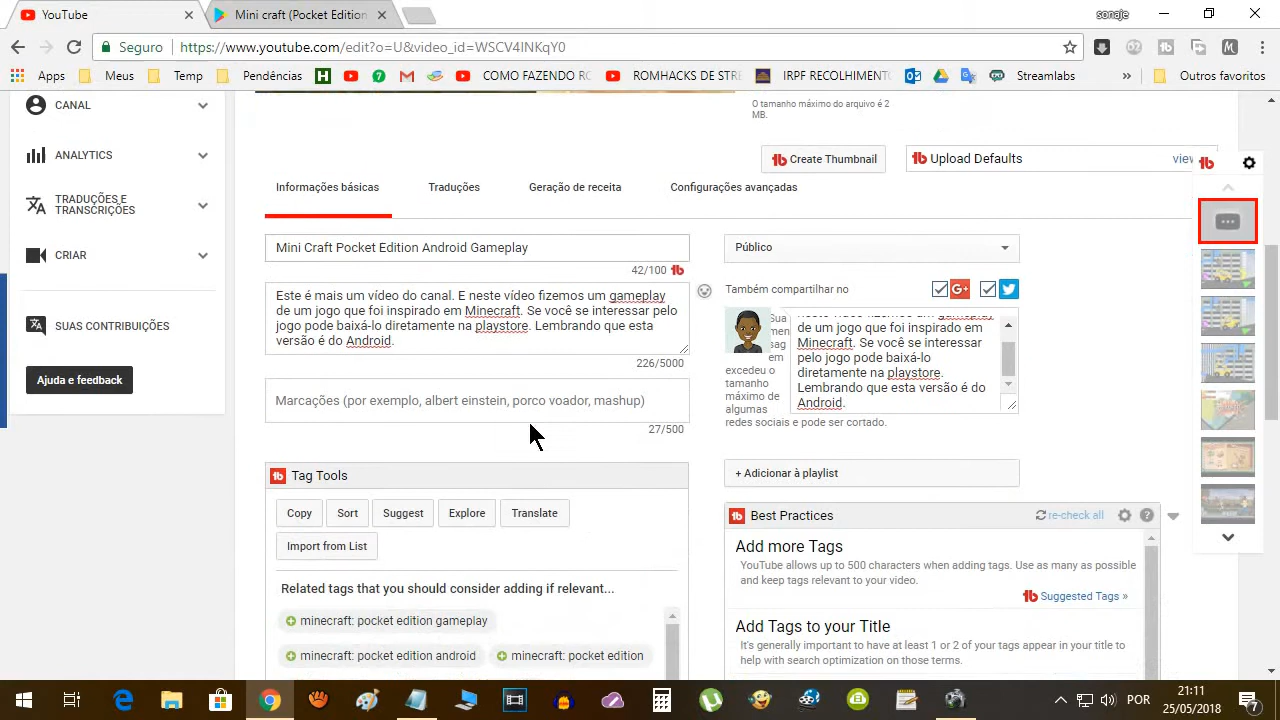 YouTube
Mini craft (Pocket Edition
sonaje
Seguro
https://www.youtube.com/edit?o=U&video_id=WSCV4INKqY0
Apps
Meus
Temp
Pendências
COMO FAZENDO RO
ROMHACKS DE STRE
IRPF RECOLHIMENTO
Streamlabs
»
Outros favoritos
CANAL
ANALYTICS
TRADUÇÕES E
TRANSCRIÇÕES
CRIAR
SUAS CONTRIBUIÇÕES
Ajuda e feedback
O tamanho máximo do arquivo é 2
MB.
Create Thumbnail
Upload Defaults
view
Informações básicas
Traduções
Geração de receita
Configurações avançadas
Mini Craft Pocket Edition Android Gameplay
42/100
Este é mais um vídeo do canal. E neste vídeo fizemos um gameplay
de um jogo que foi inspirado em Minecraft. Se você se interessar pelo
jogo pode baixá-lo diretamente na playstore. Lembrando que esta
versão é do Android.
226/5000
Marcações (por exemplo, albert einstein, porco voador, mashup)
27/500
Público
Também compartilhar no
de um jogo que foi inspirado em
Minecraft. Se você se interessar
pelo jogo pode baixá-lo
diretamente na playstore.
Lembrando que esta versão é do
Android.
em
excedeu o
tamanho
máximo de
algumas
redes sociais e pode ser cortado.
+ Adicionar à playlist
Tag Tools
Copy
Sort
Suggest
Explore
Translate
Import from List
Related tags that you should consider adding if relevant...
minecraft: pocket edition gameplay
minecraft: pocket edition android
minecraft: pocket edition
Best Practices
re-check all
Add more Tags
YouTube allows up to 500 characters when adding tags. Use as many as possible
and keep tags relevant to your video.
Suggested Tags »
Add Tags to your Title
It's generally important to have at least 1 or 2 of your tags appear in your title to
help with search optimization on those terms.
POR
21:11
25/05/2018
7